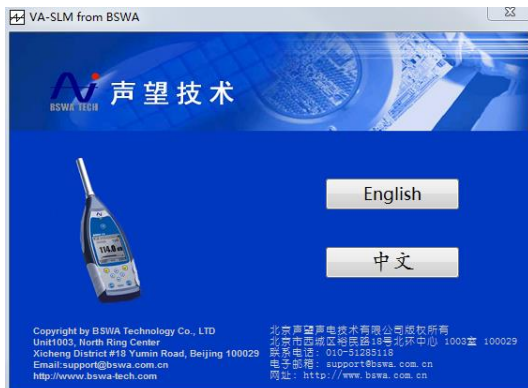 VA-SLM from BSWA
BSWA TECH
声望技术
English
114.0
中文
Copyright by BSWA Technology Co., LTD
Unit1003, North Ring Center
Xicheng District #18 Yumin Road, Beijing 100029
Email:support@bswa.com.cn
http://www.bswa-tech.com
北京声望声电技术有限公司版权所有
北京市西城区裕民路18号北环中心 1003室 100029
联系电话: 010-51285118
电子邮箱: support@bswa.com.cn
网址: http://www.bswa.com.cn